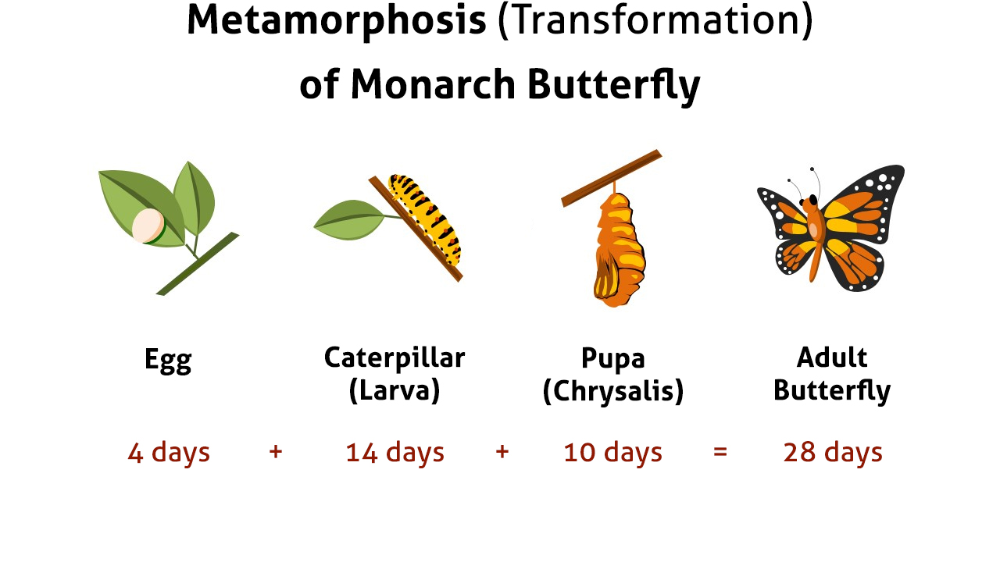 Metamorphosis (Transformation)
of Monarch Butterfly
Egg
Caterpillar
(Larva)
Pupa
(Chrysalis)
Adult
Butterfly
4 days + 14 days + 10 days = 28 days